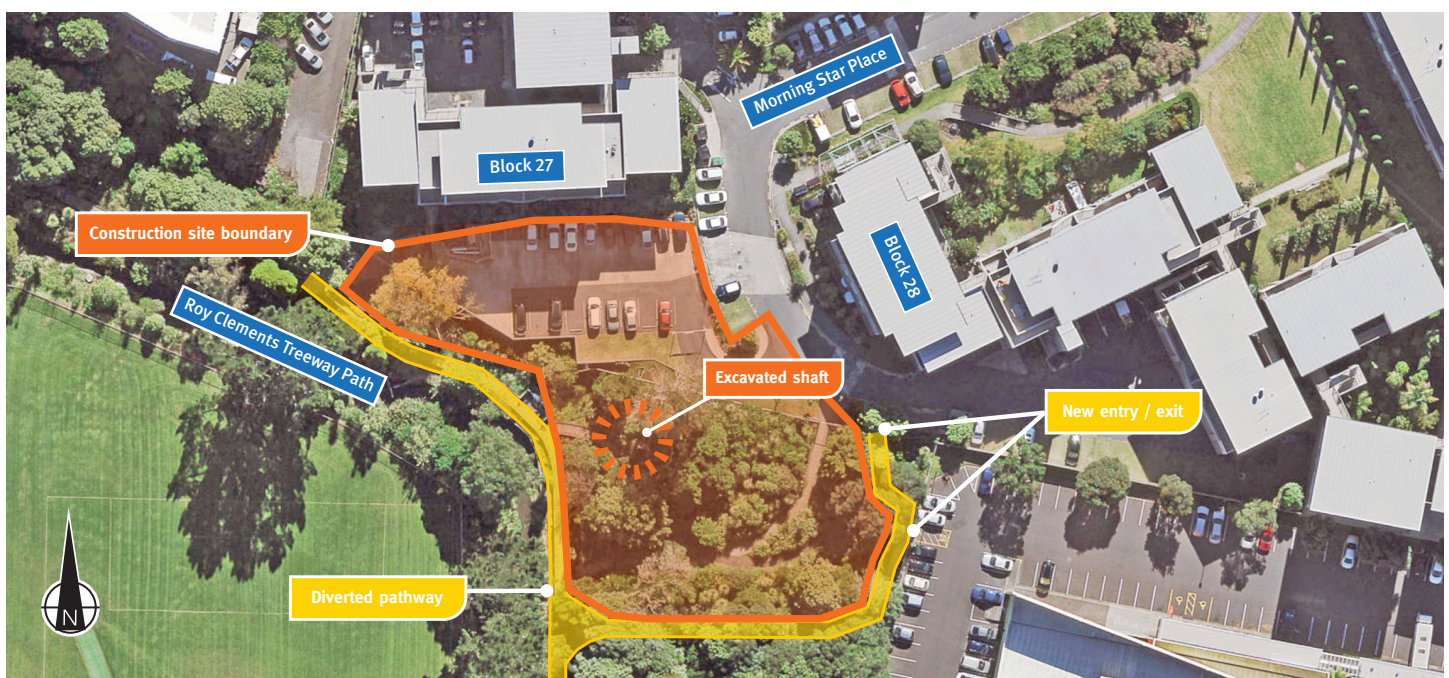 Morning Star Place
Block 27
Construction site boundary
Block 28
Roy Clements Treeway Path
Excavated shaft
New entry / exit
Diverted pathway
N